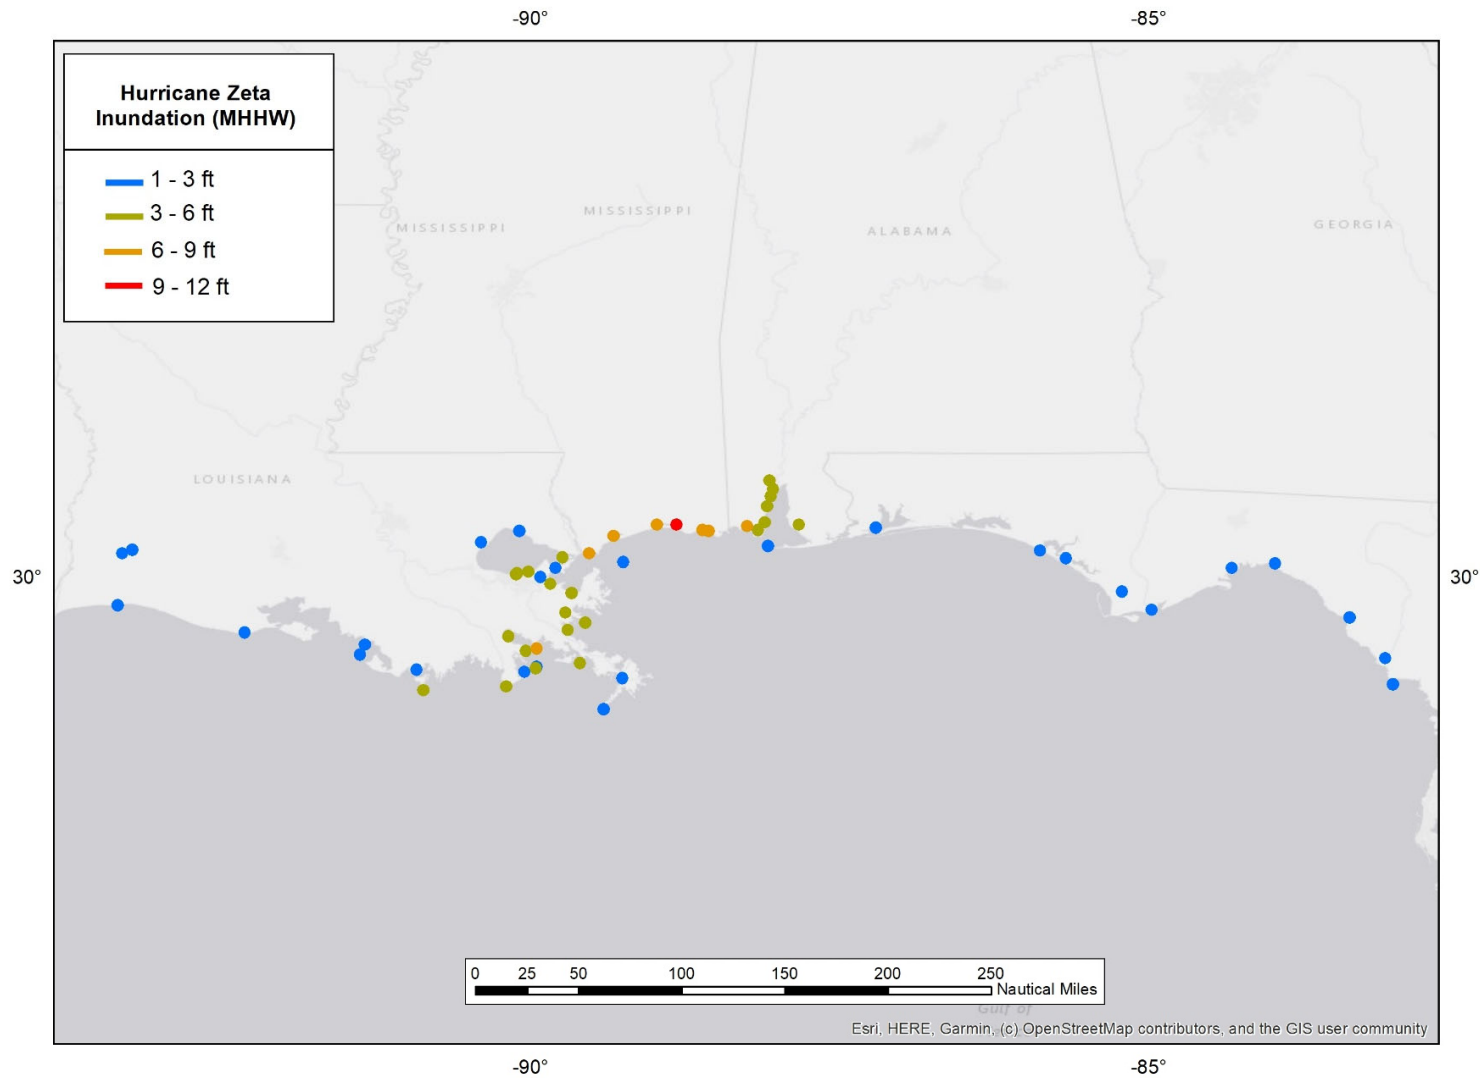 -90°
-85°
Hurricane Zeta
Inundation (MHHW)
1 - 3 ft
3 - 6 ft
6 - 9 ft
9 - 12 ft
MISSISSIPPI
MISSISSIPPI
ALABAMA
GEORGIA
LOUISIANA
30°
30°
0 25 50 100 150 200 250
Nautical Miles
Gulf of
Esri, HERE, Garmin, (c) OpenStreetMap contributors, and the GIS user community
-90°
-85°